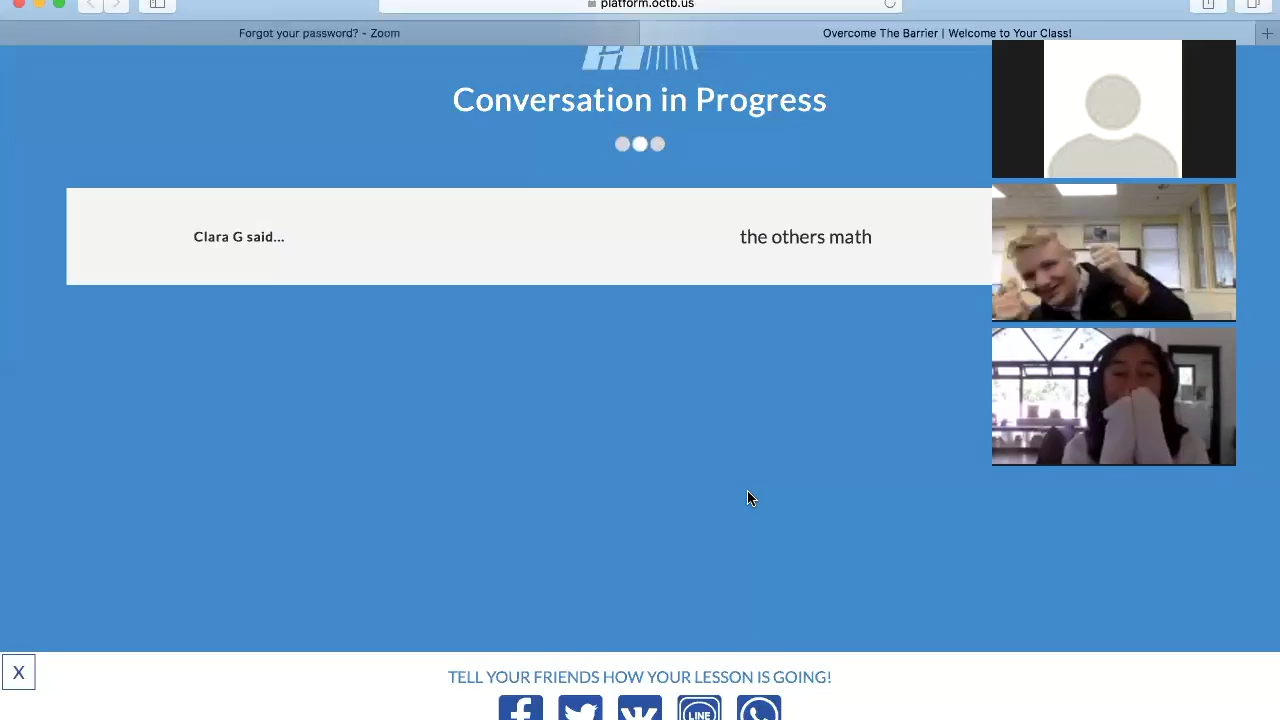 platform.octb.us
Forgot your password? - Zoom
Overcome The Barrier | Welcome to Your Class!
Conversation in Progress
Clara G said...
the others math
X
TELL YOUR FRIENDS HOW YOUR LESSON IS GOING!
LINE